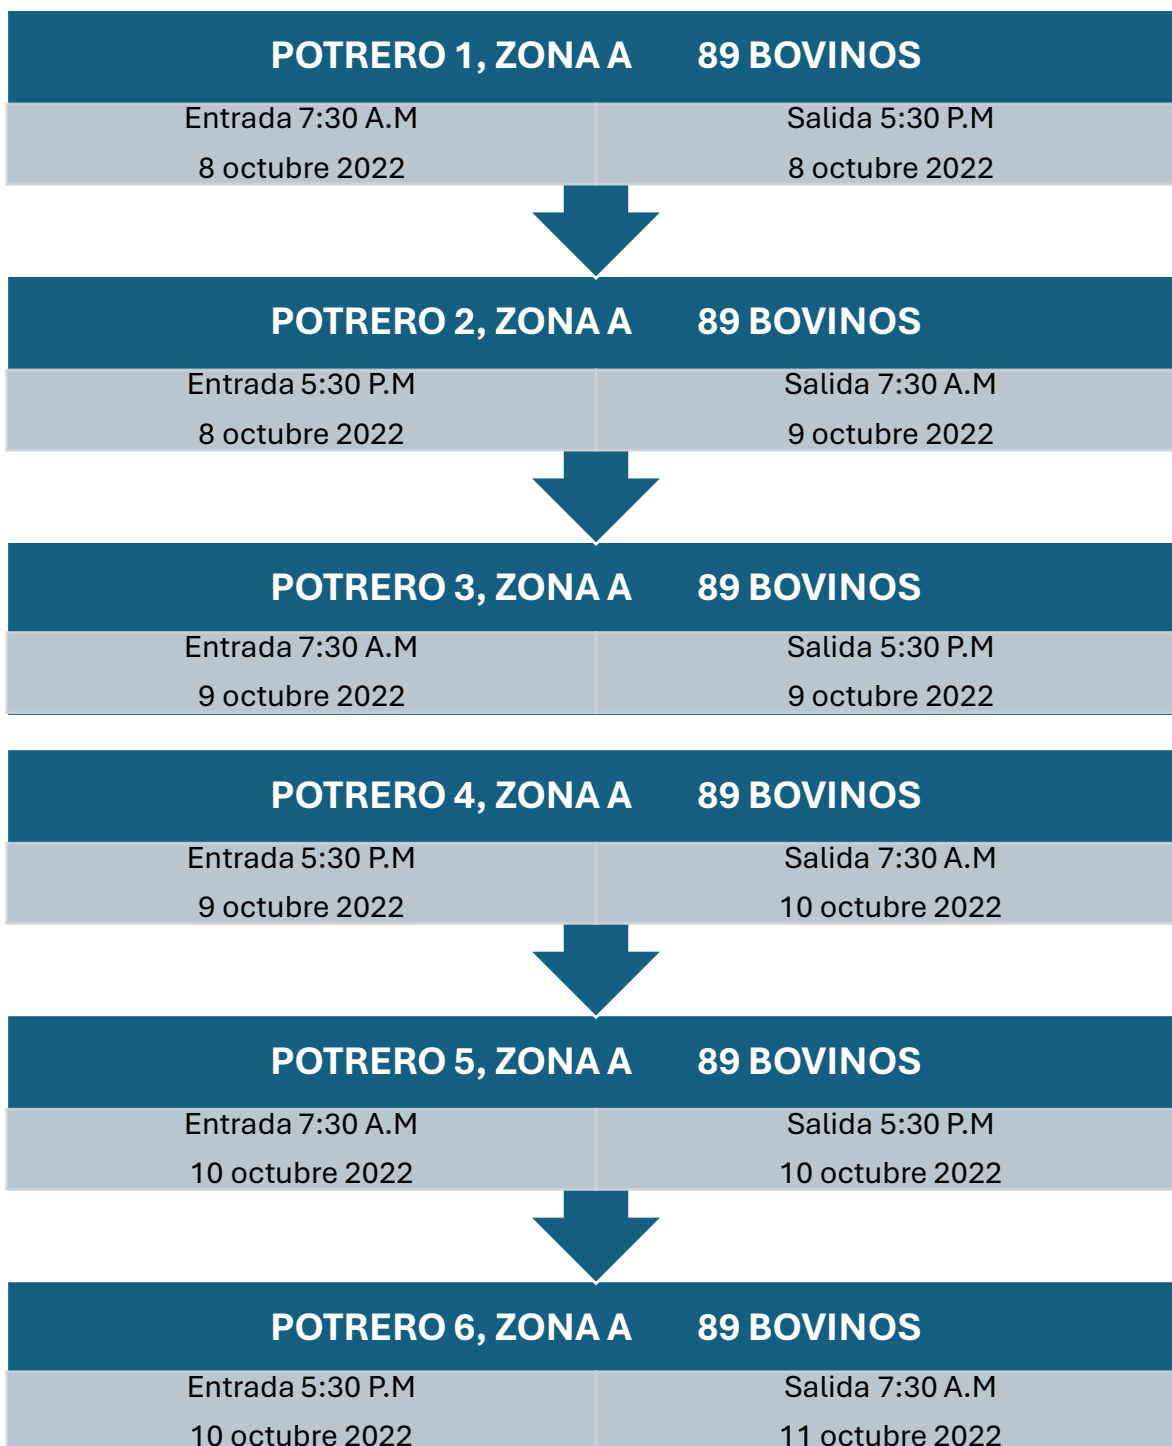 POTRERO 1, ZONA A 89 BOVINOS
Entrada 7:30 A.M Salida 5:30 P.M
8 octubre 2022 8 octubre 2022
POTRERO 2, ZONA A 89 BOVINOS
Entrada 5:30 P.M Salida 7:30 A.M
8 octubre 2022 9 octubre 2022
POTRERO 3, ZONA A 89 BOVINOS
Entrada 7:30 A.M Salida 5:30 P.M
9 octubre 2022 9 octubre 2022
POTRERO 4, ZONA A 89 BOVINOS
Entrada 5:30 P.M Salida 7:30 A.M
9 octubre 2022 10 octubre 2022
POTRERO 5, ZONA A 89 BOVINOS
Entrada 7:30 A.M Salida 5:30 P.M
10 octubre 2022 10 octubre 2022
POTRERO 6, ZONA A 89 BOVINOS
Entrada 5:30 P.M Salida 7:30 A.M
10 octubre 2022 11 octubre 2022